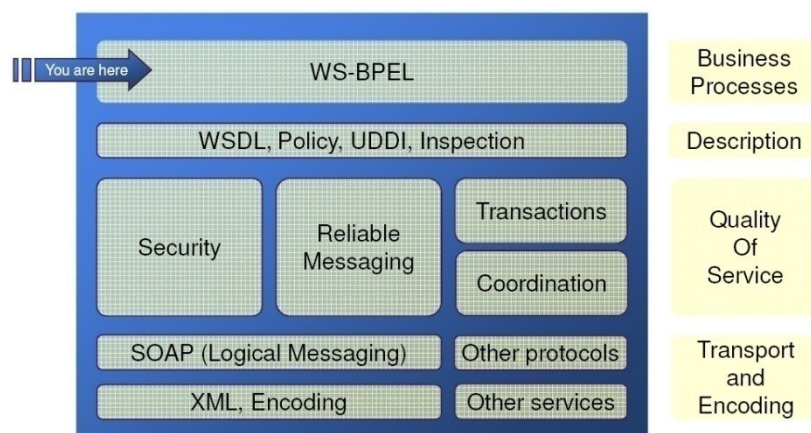 You are here
WS-BPEL
Business
Processes
WSDL, Policy, UDDI, Inspection
Description
Security
Reliable
Messaging
Transactions
Coordination
Quality
Of
Service
SOAP (Logical Messaging)
Other protocols
XML, Encoding
Other services
Transport
and
Encoding